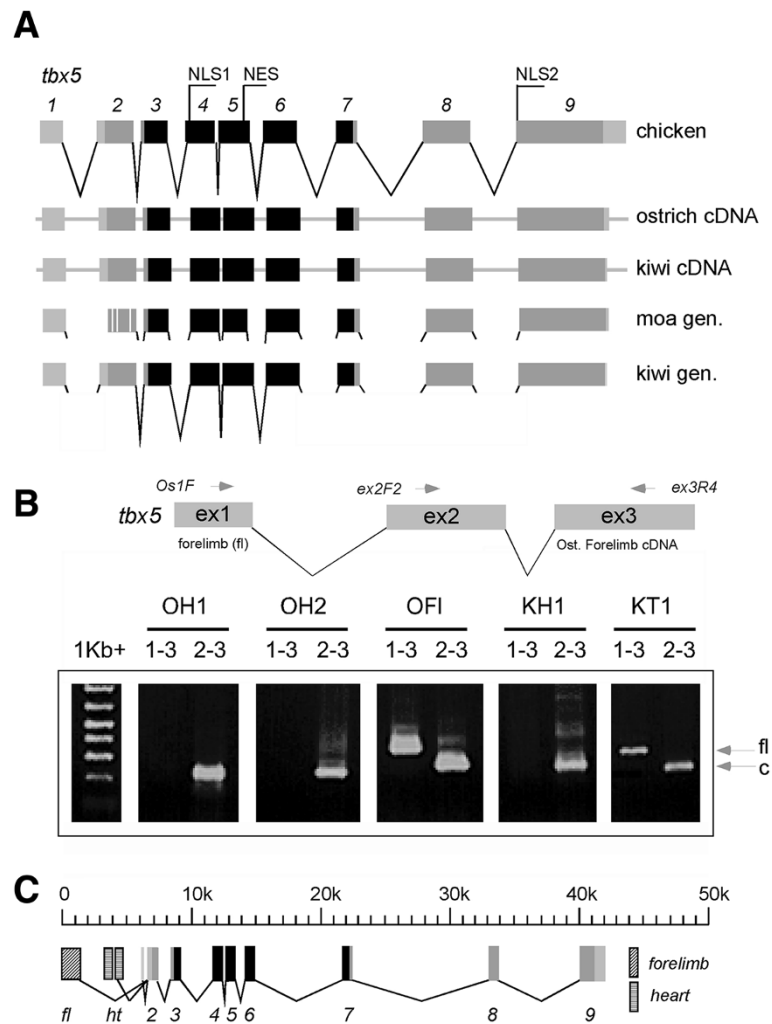 A
tbx5
NLS1 NES NLS2
1 2 3 4 5 6 7 8 9
chicken
ostrich cDNA
kiwi cDNA
moa gen.
kiwi gen.
B
Os1F ex2F2 ex3R4
tbx5 ex1 ex2 ex3
forelimb (fl) Ost. Forelimb cDNA
OH1 OH2 OFl KH1 KT1
1Kb+ 1-3 2-3 1-3 2-3 1-3 2-3 1-3 2-3 1-3 2-3
fl
c
C
0 10k 20k 30k 40k 50k
forelimb
heart
fl ht 2 3 4 5 6 7 8 9